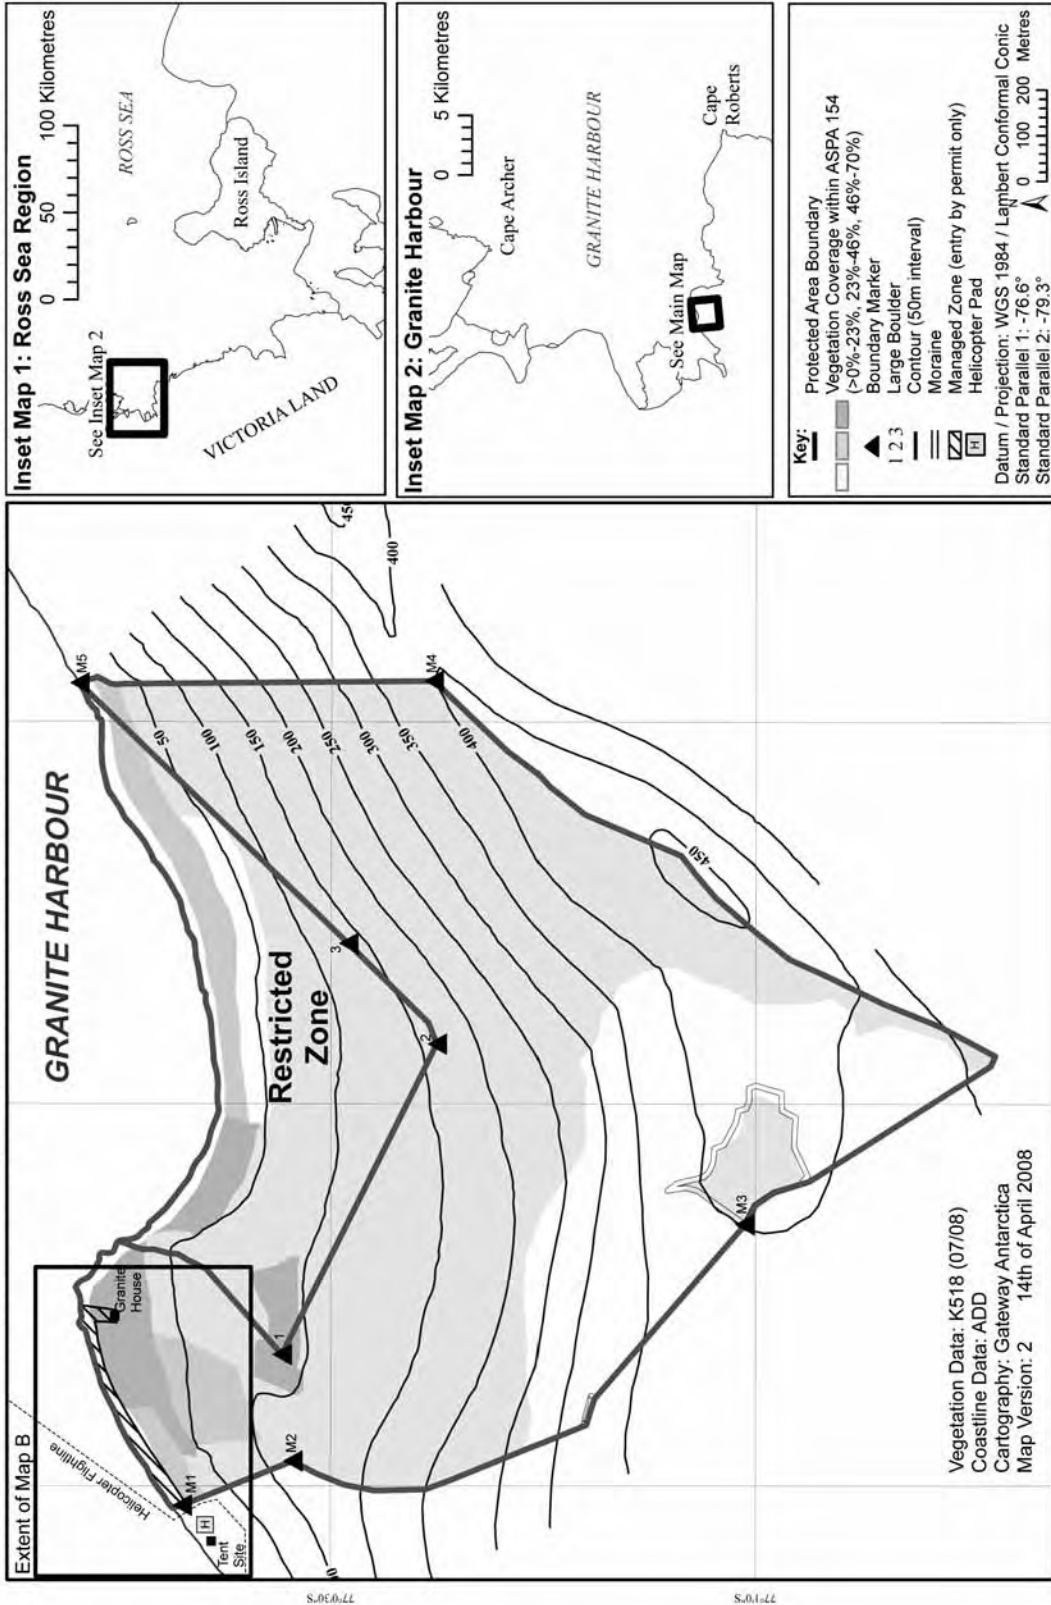 Extent of Map B
GRANITE HARBOUR
Helicopter Flightline
Granite
House
M1
H
Tent
Site
M2
1
Restricted
Zone
2
3
M5
M4
M3
50
100
150
200
250
300
350
400
450
400
450
77°0'30"S
77°1'0"S
Vegetation Data: K518 (07/08)
Coastline Data: ADD
Cartography: Gateway Antarctica
Map Version: 2 14th of April 2008
Inset Map 1: Ross Sea Region
0 50 100 Kilometres
See Inset Map 2
ROSS SEA
Ross Island
VICTORIA LAND
Inset Map 2: Granite Harbour
0 5 Kilometres
Cape Archer
GRANITE HARBOUR
See Main Map
Cape
Roberts
Key:
Protected Area Boundary
Vegetation Coverage within ASPA 154
(>0%-23%, 23%-46%, 46%-70%)
Boundary Marker
1 2 3 Large Boulder
Contour (50m interval)
Moraine
Managed Zone (entry by permit only)
H Helicopter Pad
Datum / Projection: WGS 1984 / Lambert Conformal Conic
Standard Parallel 1: -76.6°
Standard Parallel 2: -79.3°
N
0 100 200 Metres